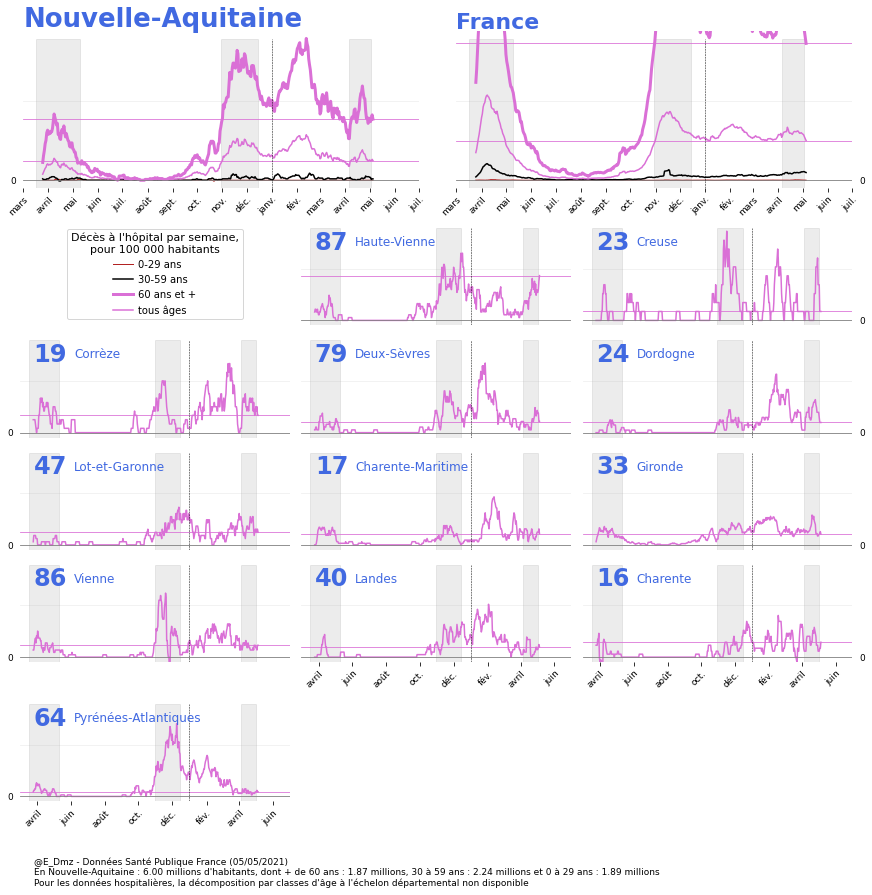 Nouvelle-Aquitaine
France
0
0
mars avril mai juin juil. août sept. oct. nov. déc. janv. fév. mars avril mai juin juil.
mars avril mai juin juil. août sept. oct. nov. déc. janv. fév. mars avril mai juin juil.
Décès à l'hôpital par semaine,
pour 100 000 habitants
0-29 ans
30-59 ans
60 ans et +
tous âges
87 Haute-Vienne
23 Creuse
0
19 Corrèze
79 Deux-Sèvres
24 Dordogne
0
0
47 Lot-et-Garonne
17 Charente-Maritime
33 Gironde
0
0
86 Vienne
40 Landes
16 Charente
0
0
avril juin août oct. déc. fév. avril juin
avril juin août oct. déc. fév. avril juin
64 Pyrénées-Atlantiques
0
avril juin août oct. déc. fév. avril juin
@E_Dmz - Données Santé Publique France (05/05/2021)
En Nouvelle-Aquitaine : 6.00 millions d'habitants, dont + de 60 ans : 1.87 millions, 30 à 59 ans : 2.24 millions et 0 à 29 ans : 1.89 millions
Pour les données hospitalières, la décomposition par classes d'âge à l'échelon départemental non disponible